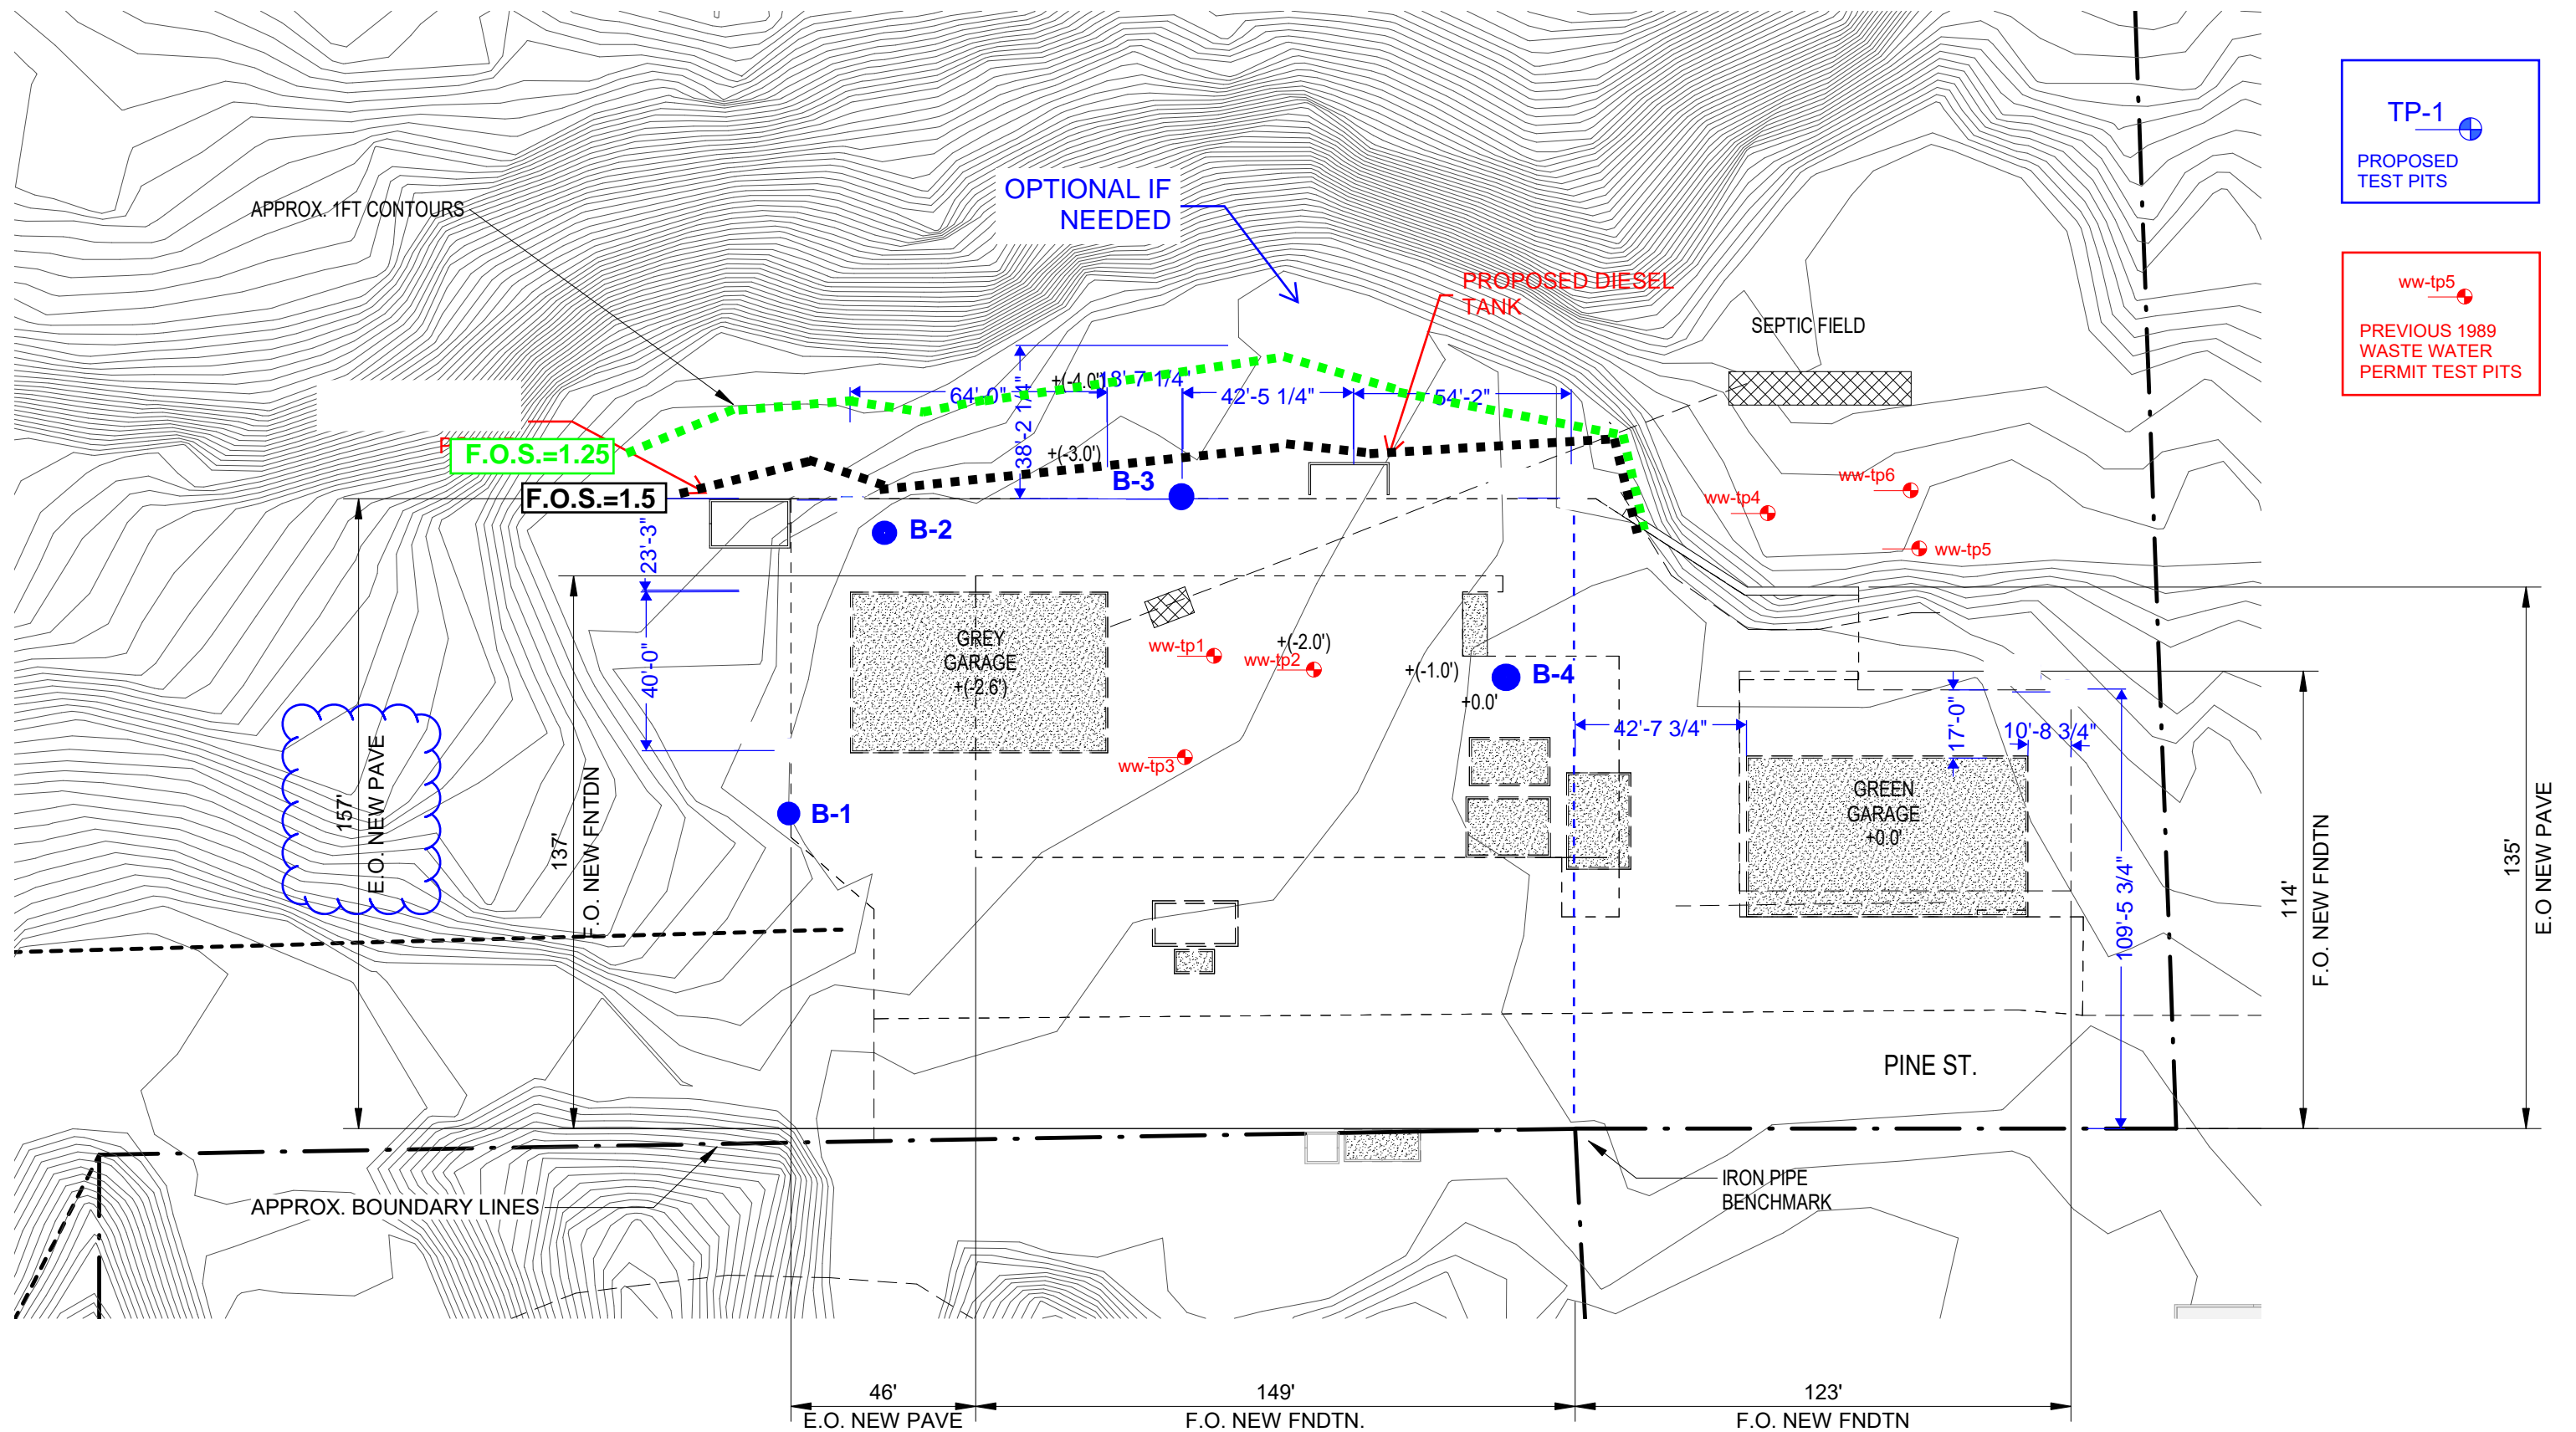 TP-1
PROPOSED
TEST PITS
ww-tp5
PREVIOUS 1989
WASTE WATER
PERMIT TEST PITS
APPROX. 1FT CONTOURS
OPTIONAL IF
NEEDED
PROPOSED DIESEL
TANK
SEPTIC FIELD
+(-4.0')
18'-7 1/4"
64'-0"
42'-5 1/4"
54'-2"
38'-2 1/4"
+(-3.0')
F.O.S.=1.25
F.O.S.=1.5
B-3
B-2
ww-tp4
ww-tp6
ww-tp5
23'-3"
40'-0"
GREY
GARAGE
+(-2.6')
ww-tp1
ww-tp2
+(-2.0')
+(-1.0')
+0.0'
B-4
ww-tp3
B-1
42'-7 3/4"
17'-0"
10'-8 3/4"
GREEN
GARAGE
+0.0'
157'
E.O. NEW PAVE
137'
F.O. NEW FNTDN
109'-5 3/4"
114'
F.O. NEW FNDTN
135'
E.O NEW PAVE
PINE ST.
APPROX. BOUNDARY LINES
IRON PIPE
BENCHMARK
46'
E.O. NEW PAVE
149'
F.O. NEW FNDTN.
123'
F.O. NEW FNDTN